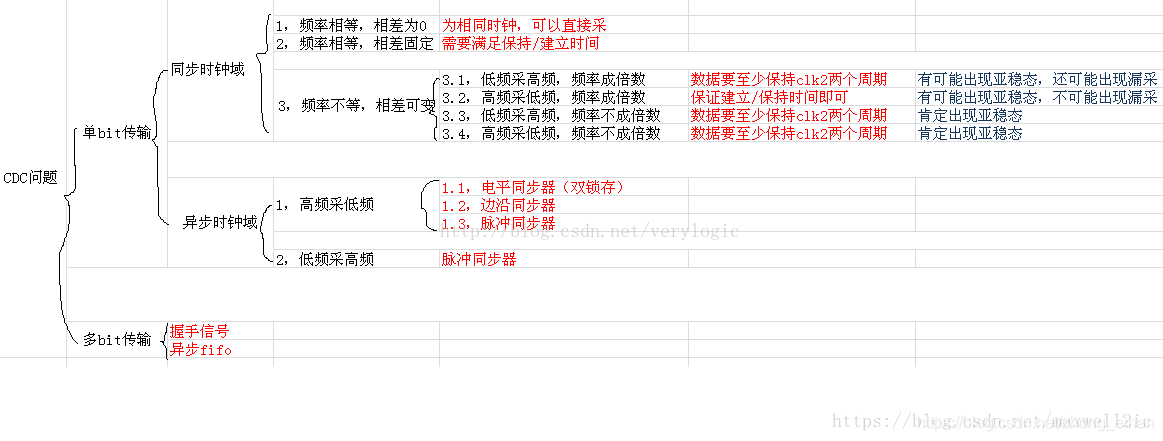 1，频率相等，相差为0 为相同时钟，可以直接采
2，频率相等，相差固定 需要满足保持/建立时间
同步时钟域
3，频率不等，相差可变
3.1，低频采高频，频率成倍数 数据要至少保持clk2两个周期 有可能出现亚稳态，还可能出现漏采
3.2，高频采低频，频率成倍数 保证建立/保持时间即可 有可能出现亚稳态，不可能出现漏采
3.3，低频采高频，频率不成倍数 数据要至少保持clk2两个周期 肯定出现亚稳态
3.4，高频采低频，频率不成倍数 数据要至少保持clk2两个周期 肯定出现亚稳态
单bit传输
CDC问题
异步时钟域
1，高频采低频
1.1，电平同步器（双锁存）
1.2，边沿同步器
1.3，脉冲同步器
http://blog.csdn.net/verylogic
2，低频采高频 脉冲同步器
多bit传输
握手信号
异步fifo
https://blog.csdn.net/maxwell2ic